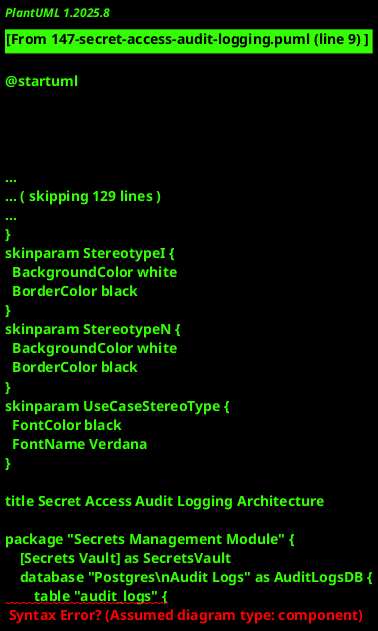 PlantUML 1.2025.8
[From 147-secret-access-audit-logging.puml (line 9) ]
@startuml
...
... ( skipping 129 lines )
...
}
skinparam StereotypeI {
  BackgroundColor white
  BorderColor black
}
skinparam StereotypeN {
  BackgroundColor white
  BorderColor black
}
skinparam UseCaseStereoType {
  FontColor black
  FontName Verdana
}
title Secret Access Audit Logging Architecture
package "Secrets Management Module" {
    [Secrets Vault] as SecretsVault
    database "Postgres\nAudit Logs" as AuditLogsDB {
        table "audit_logs" {
Syntax Error? (Assumed diagram type: component)